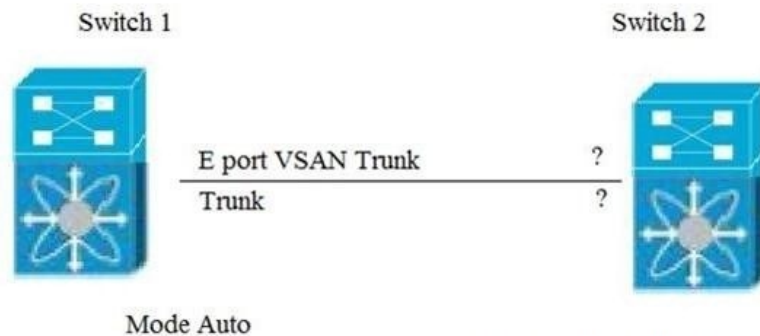 Switch 1
Switch 2
E port VSAN Trunk ?
Trunk ?
Mode Auto